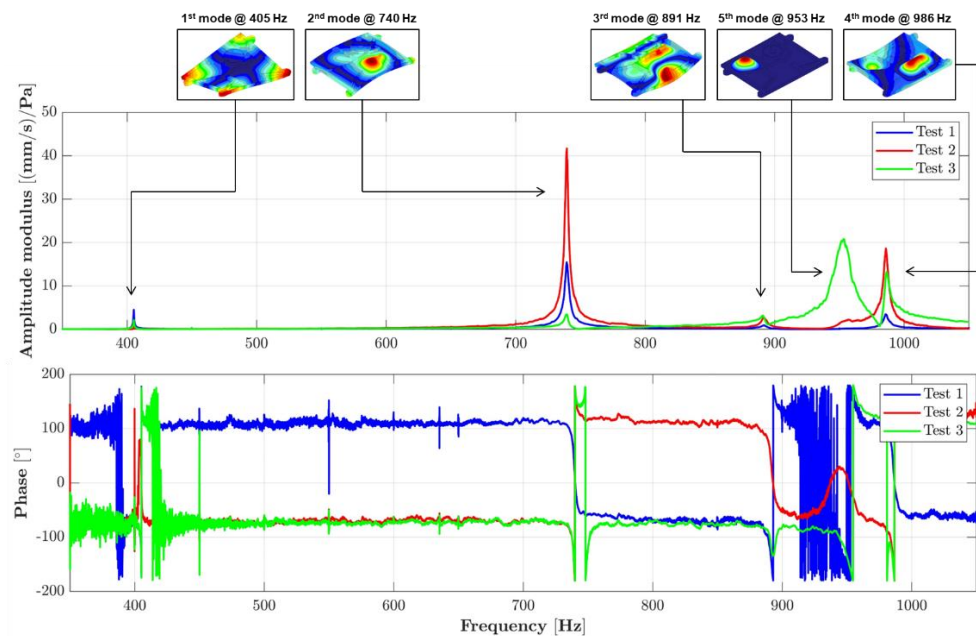 1st mode @ 405 Hz
2nd mode @ 740 Hz
3rd mode @ 891 Hz
5th mode @ 953 Hz
4th mode @ 986 Hz
Amplitude modulus [(mm/s)/Pa]
50
40
30
20
10
0
400
500
600
700
800
900
1000
Test 1
Test 2
Test 3
Phase [°]
200
100
0
-100
-200
400
500
600
700
800
900
1000
Test 1
Test 2
Test 3
Frequency [Hz]